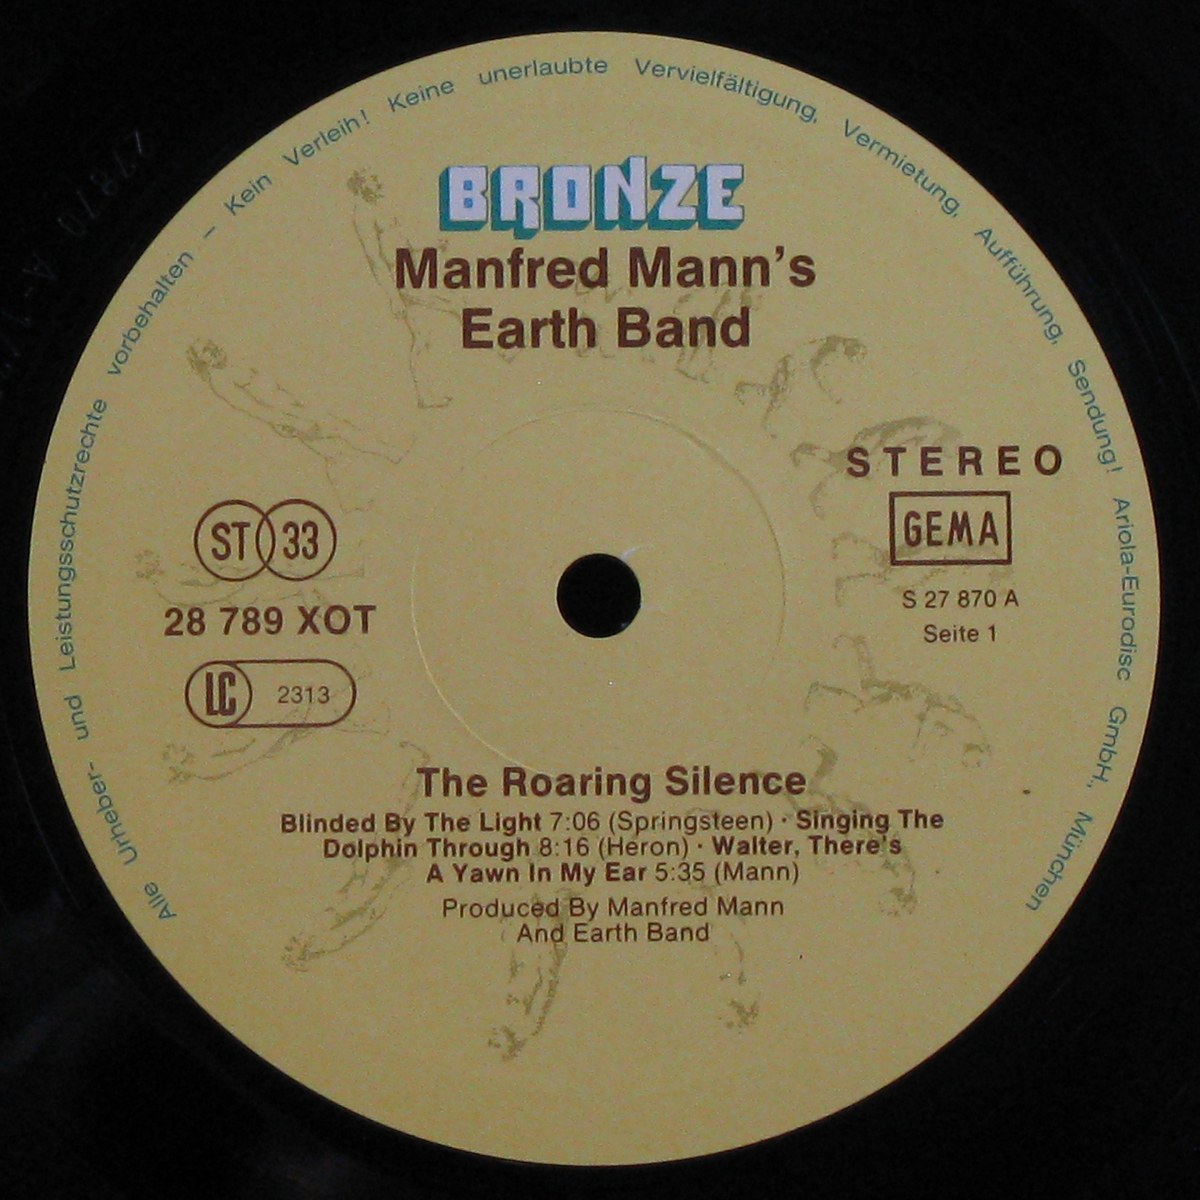 Alle Urheber- und Leistungsschutzrechte vorbehalten – Kein Verleih! Keine unerlaubte Vervielfältigung, Vermietung, Aufführung, Sendung! Ariola-Eurodisc GmbH., München
BRONZE
Manfred Mann's
Earth Band
STEREO
GEMA
S 27 870 A
Seite 1
ST 33
28 789 XOT
LC 2313
The Roaring Silence
Blinded By The Light 7:06 (Springsteen) · Singing The
Dolphin Through 8:16 (Heron) · Walter, There's
A Yawn In My Ear 5:35 (Mann)
Produced By Manfred Mann
And Earth Band